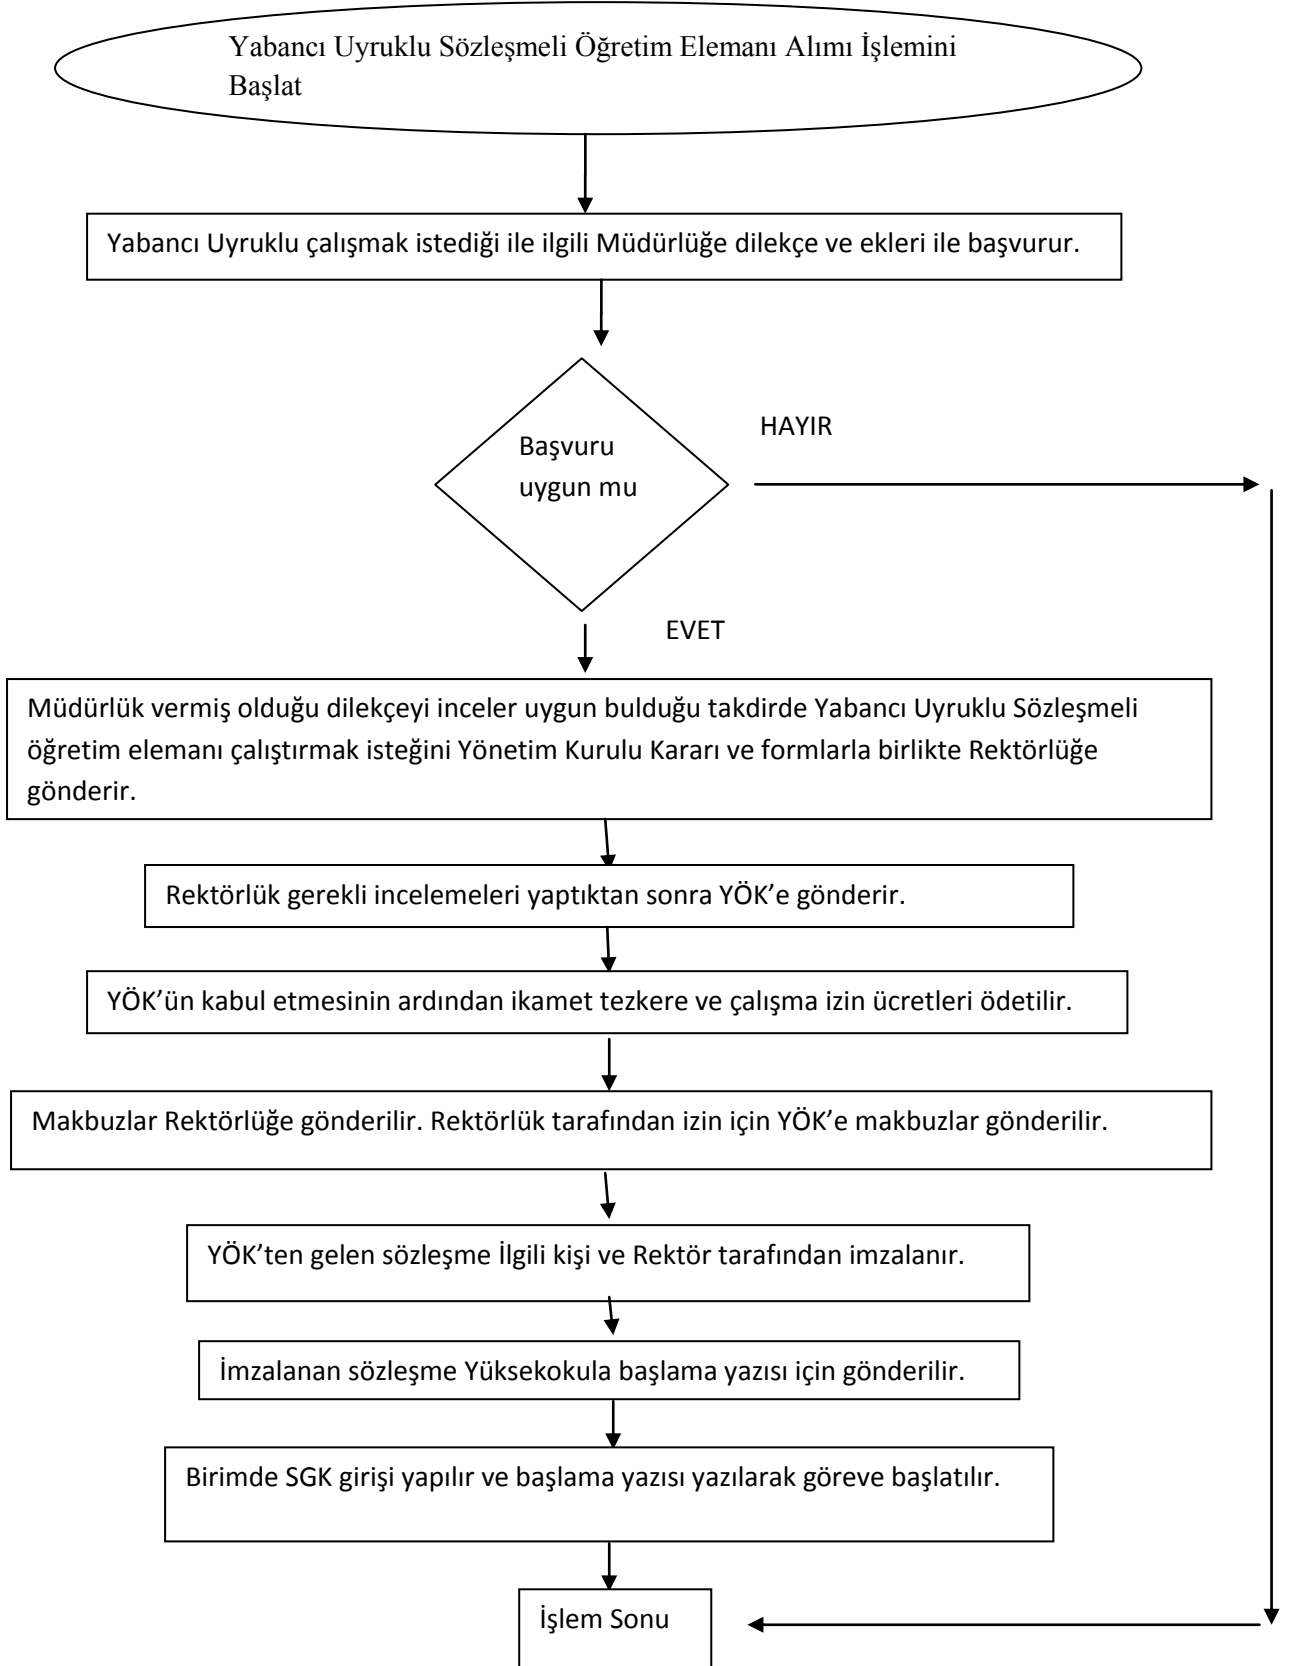 Yabancı Uyruklu Sözleşmeli Öğretim Elemanı Alımı İşlemini
Başlat
Yabancı Uyruklu çalışmak istediği ile ilgili Müdürlüğe dilekçe ve ekleri ile başvurur.
HAYIR
Başvuru
uygun mu
EVET
Müdürlük vermiş olduğu dilekçeyi inceler uygun bulduğu takdirde Yabancı Uyruklu Sözleşmeli
öğretim elemanı çalıştırmak isteğini Yönetim Kurulu Kararı ve formlarla birlikte Rektörlüğe
gönderir.
Rektörlük gerekli incelemeleri yaptıktan sonra YÖK’e gönderir.
YÖK’ün kabul etmesinin ardından ikamet tezkere ve çalışma izin ücretleri ödetilir.
Makbuzlar Rektörlüğe gönderilir. Rektörlük tarafından izin için YÖK’e makbuzlar gönderilir.
YÖK’ten gelen sözleşme İlgili kişi ve Rektör tarafından imzalanır.
İmzalanan sözleşme Yüksekokula başlama yazısı için gönderilir.
Birimde SGK girişi yapılır ve başlama yazısı yazılarak göreve başlatılır.
İşlem Sonu